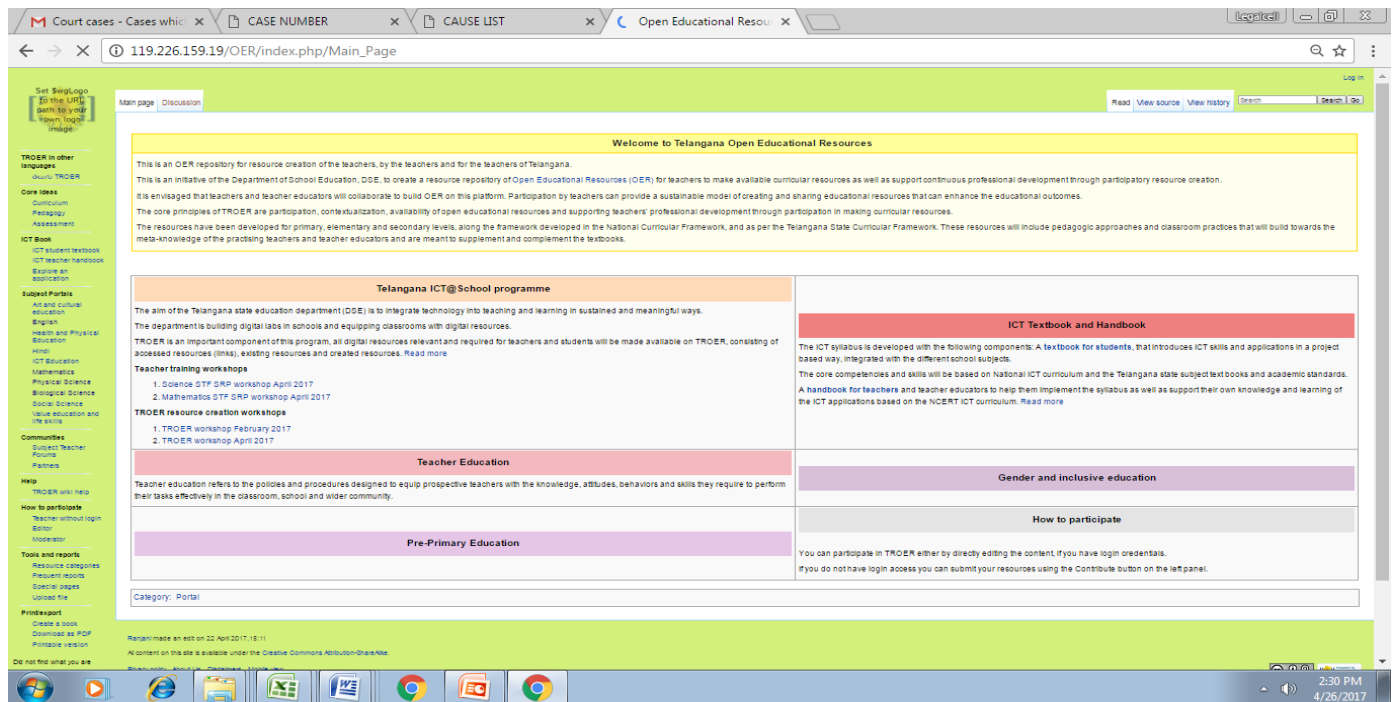 Court cases - Cases whic
CASE NUMBER
CAUSE LIST
Open Educational Resou
Legalcell
119.226.159.19/OER/index.php/Main_Page
Log in
Set $wgLogo
to the URL
path to your
own logo
image.
Main page
Discussion
Read
View source
View history
Search
Search
Go
TROER in other
languages
TROER
Core Ideas
Curriculum
Pedagogy
Assessment
ICT Book
ICT student textbook
ICT teacher handbook
Explore an
application
Subject Portals
Art and cultural
education
English
Health and Physical
Education
Hindi
ICT Education
Mathematics
Physical Science
Biological Science
Social Science
Value education and
life skills
Communities
Subject Teacher
Forums
Partners
Help
TROER wiki help
How to participate
Teacher without login
Editor
Moderator
Tools and reports
Resource categories
Frequent reports
Special pages
Upload file
Print/export
Create a book
Download as PDF
Printable version
Did not find what you are
Welcome to Telangana Open Educational Resources
This is an OER repository for resource creation of the teachers, by the teachers and for the teachers of Telangana.
This is an initiative of the Department of School Education, DSE, to create a resource repository of Open Educational Resources (OER) for teachers to make available curricular resources as well as support continuous professional development through participatory resource creation.
It is envisaged that teachers and teacher educators will collaborate to build OER on this platform. Participation by teachers can provide a sustainable model of creating and sharing educational resources that can enhance the educational outcomes.
The core principles of TROER are participation, contextualization, availability of open educational resources and supporting teachers' professional development through participation in making curricular resources.
The resources have been developed for primary, elementary and secondary levels, along the framework developed in the National Curricular Framework, and as per the Telangana State Curricular Framework. These resources will include pedagogic approaches and classroom practices that will build towards the
meta-knowledge of the practising teachers and teacher educators and are meant to supplement and complement the textbooks.
Telangana ICT@School programme
The aim of the Telangana state education department (DSE) is to integrate technology into teaching and learning in sustained and meaningful ways.
The department is building digital labs in schools and equipping classrooms with digital resources.
TROER is an important component of this program, all digital resources relevant and required for teachers and students will be made available on TROER, consisting of
accessed resources (links), existing resources and created resources. Read more
Teacher training workshops
1. Science STF SRP workshop April 2017
2. Mathematics STF SRP workshop April 2017
TROER resource creation workshops
1. TROER workshop February 2017
2. TROER workshop April 2017
ICT Textbook and Handbook
The ICT syllabus is developed with the following components: A textbook for students, that introduces ICT skills and applications in a project
based way, integrated with the different school subjects.
The core competencies and skills will be based on National ICT curriculum and the Telangana state subject text books and academic standards.
A handbook for teachers and teacher educators to help them implement the syllabus as well as support their own knowledge and learning of
the ICT applications based on the NCERT ICT curriculum. Read more
Teacher Education
Teacher education refers to the policies and procedures designed to equip prospective teachers with the knowledge, attitudes, behaviors and skills they require to perform
their tasks effectively in the classroom, school and wider community.
Gender and inclusive education
Pre-Primary Education
How to participate
You can participate in TROER either by directly editing the content, if you have login credentials.
If you do not have login access you can submit your resources using the Contribute button on the left panel.
Category: Portal
Ranjani made an edit on 22 April 2017, 15:11
All content on this site is available under the Creative Commons Attribution-ShareAlike.
2:30 PM
4/26/2017